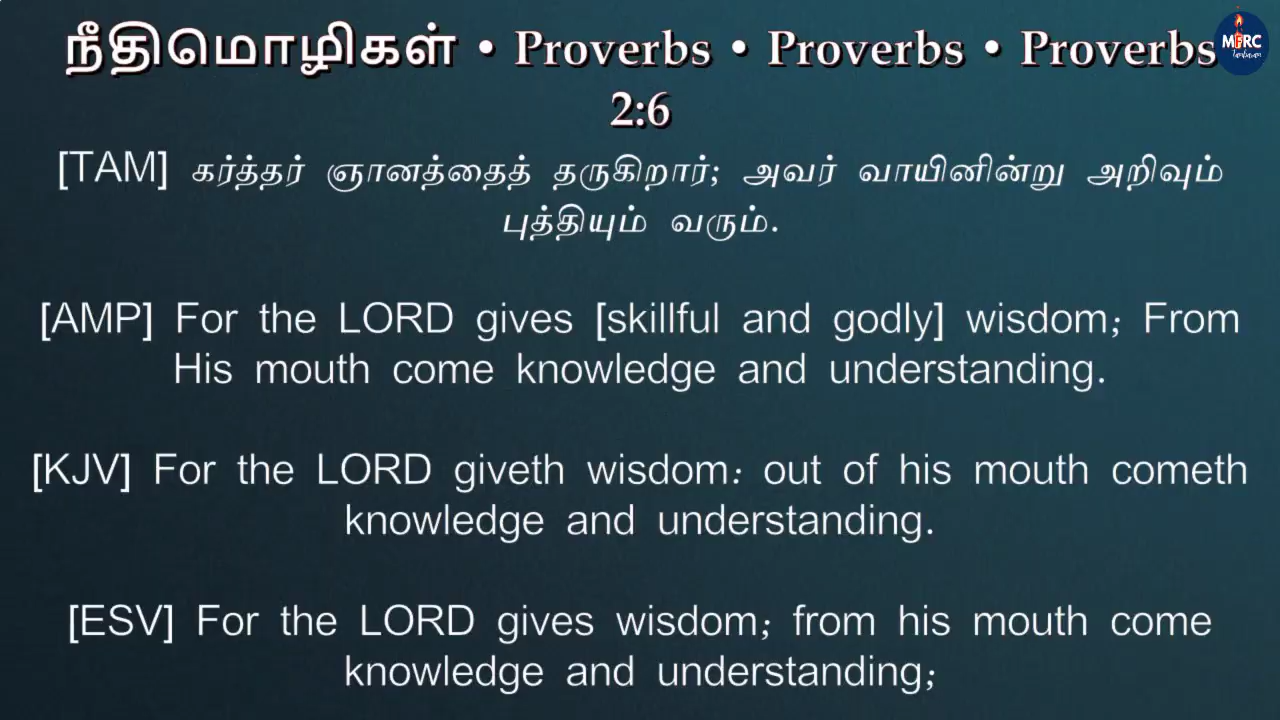 நீதிமொழிகள் • Proverbs • Proverbs • Proverbs
2:6
MFRC
[TAM] கர்த்தர் ஞானத்தைத் தருகிறார்; அவர் வாயினின்று அறிவும்
புத்தியும் வரும்.
[AMP] For the LORD gives [skillful and godly] wisdom; From
His mouth come knowledge and understanding.
[KJV] For the LORD giveth wisdom: out of his mouth cometh
knowledge and understanding.
[ESV] For the LORD gives wisdom; from his mouth come
knowledge and understanding;